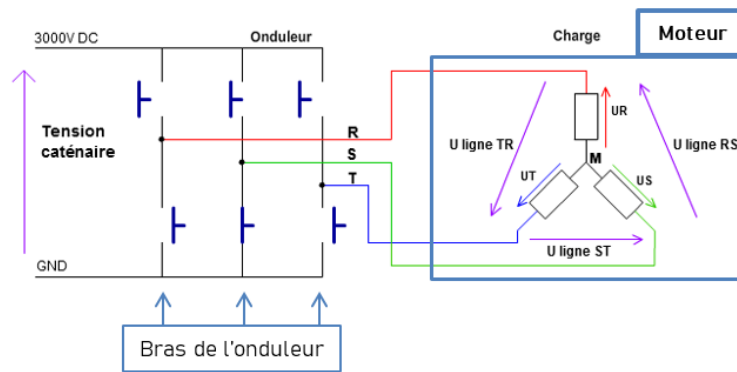 3000V DC
Onduleur
Charge
Moteur
Tension
caténaire
R
S
T
U ligne TR
UR
U ligne RS
M
UT
US
U ligne ST
GND
Bras de l'onduleur